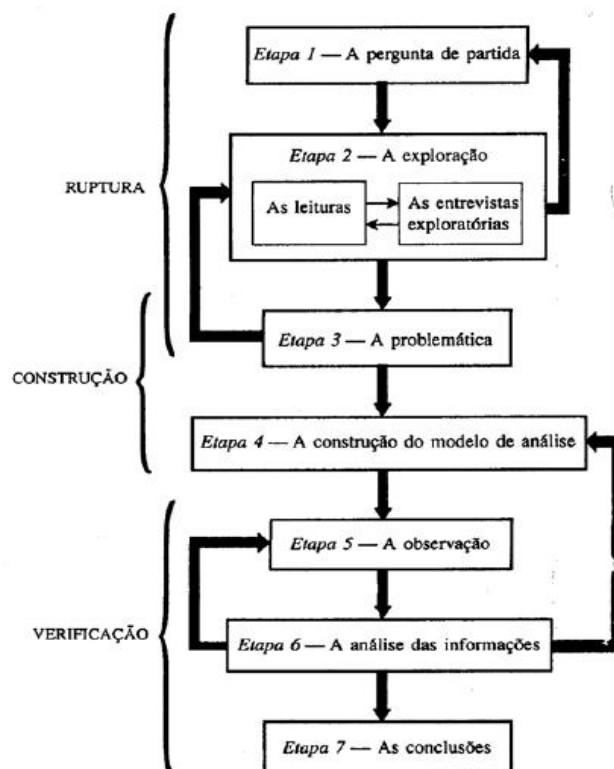 Etapa 1 — A pergunta de partida
Etapa 2 — A exploração
RUPTURA
As leituras
As entrevistas
exploratórias
Etapa 3 — A problemática
CONSTRUÇÃO
Etapa 4 — A construção do modelo de análise
Etapa 5 — A observação
VERIFICAÇÃO
Etapa 6 — A análise das informações
Etapa 7 — As conclusões